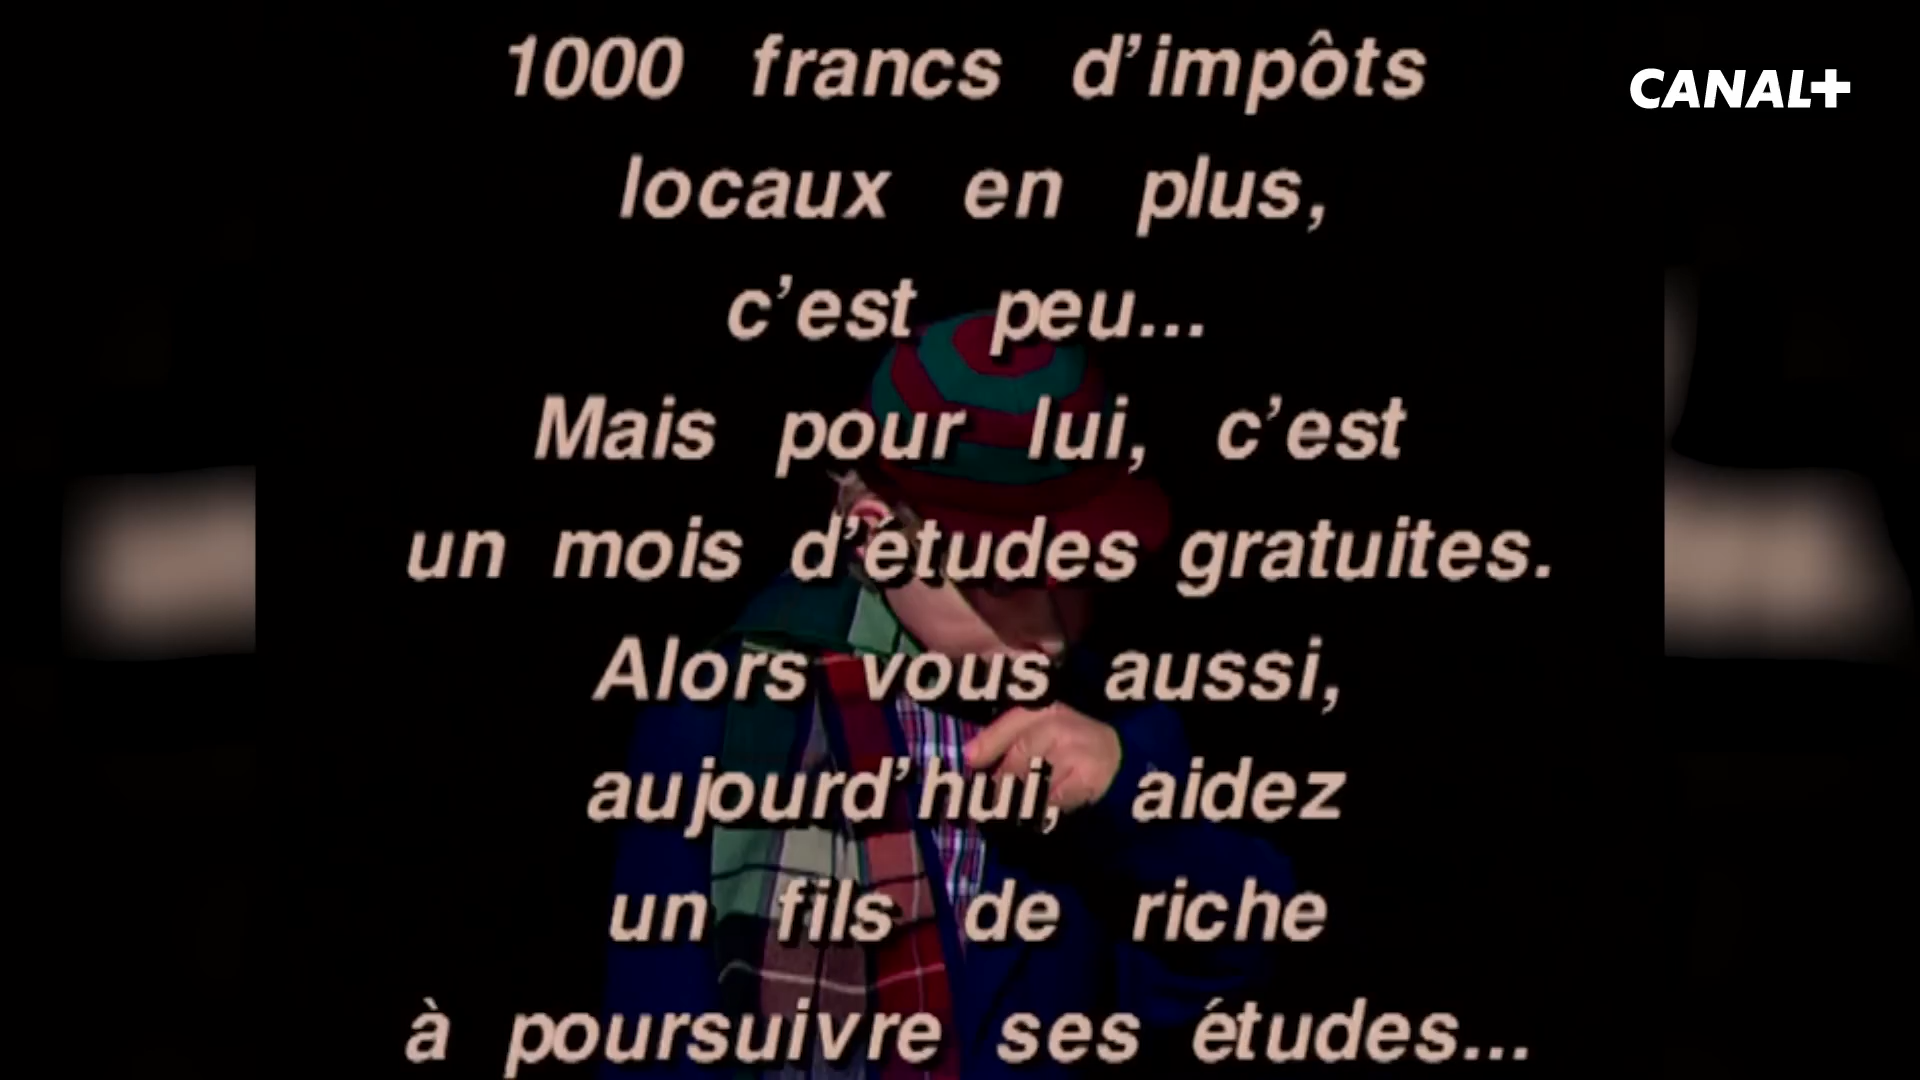 1000 francs d'impôts
CANAL+
locaux en plus,
c'est peu...
Mais pour lui, c'est
un mois d'études gratuites.
Alors vous aussi,
aujourd'hui, aidez
un fils de riche
à poursuivre ses études...